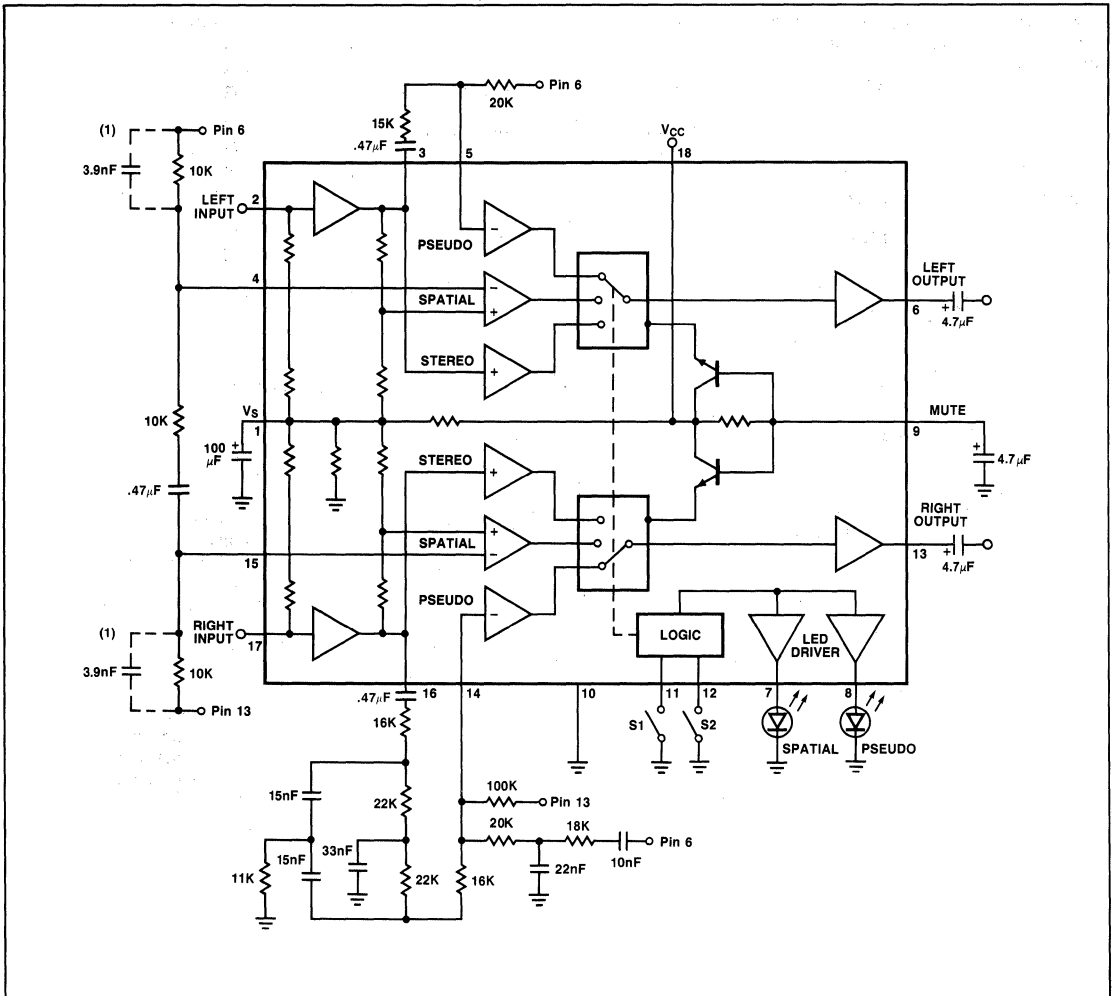 Pin 6
20K
15K
.47µF
3
5
VCC
18
(1)
Pin 6
3.9nF
10K
LEFT
INPUT
2
PSEUDO
4
SPATIAL
STEREO
LEFT
OUTPUT
6
+
4.7µF
10K
VS
1
100
µF
+
MUTE
9
+
4.7µF
.47µF
STEREO
SPATIAL
15
PSEUDO
RIGHT
OUTPUT
13
+
4.7µF
(1)
3.9nF
10K
RIGHT
INPUT
17
Pin 13
LOGIC
LED
DRIVER
.47µF
16
14
10
11
12
7
8
16K
S1
S2
SPATIAL
PSEUDO
15nF
22K
100K
Pin 13
20K
18K
Pin 6
10nF
11K
15nF
33nF
22K
16K
22nF
- 
- +
+
+
+ -
-